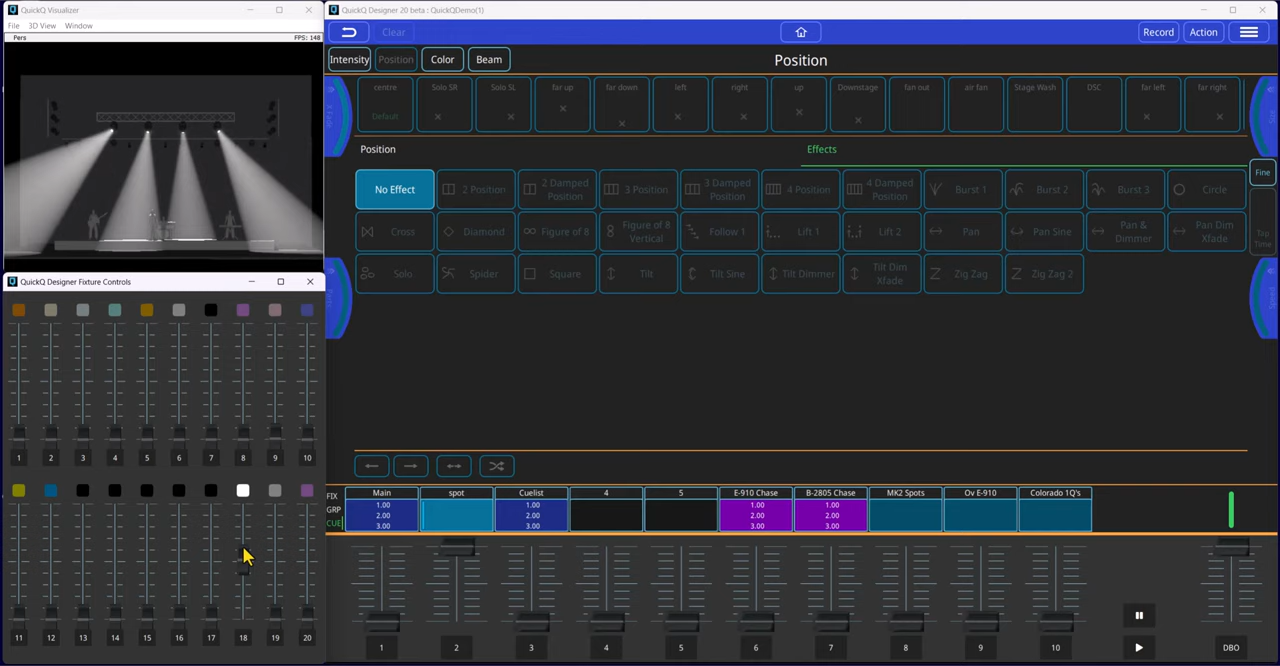 QuickQ Visualizer
File 3D View Window
Pers
FPS: 148
QuickQ Designer Fixture Controls
1 2 3 4 5 6 7 8 9 10
11 12 13 14 15 16 17 18 19 20
QuickQ Designer 20 beta : QuickQDemo(1)
Clear
Record Action
Intensity Position Color Beam
Position
centre Solo SR Solo SL far up far down left right up Downstage fan out air fan Stage Wash DSC far left far right
Default
Position
Effects
Fine
No Effect 2 Position 2 Damped Position 3 Position 3 Damped Position 4 Position 4 Damped Position Burst 1 Burst 2 Burst 3 Circle
Cross Diamond Figure of 8 Figure of 8 Vertical Follow 1 Lift 1 Lift 2 Pan Pan Sine Pan & Dimmer Pan Dim Xfade
Tap Time
Solo Spider Square Tilt Tilt Sine Tilt Dimmer Tilt Dim Xfade Zig Zag Zig Zag 2
FIX
GRP
CUE
Main spot Cuelist 4 5 E-910 Chase B-2805 Chase MK2 Spots Ov E-910 Colorado 1Q's
1.00 1.00 1.00 1.00
2.00 2.00 2.00 2.00
3.00 3.00 3.00 3.00
1 2 3 4 5 6 7 8 9 10 DBO